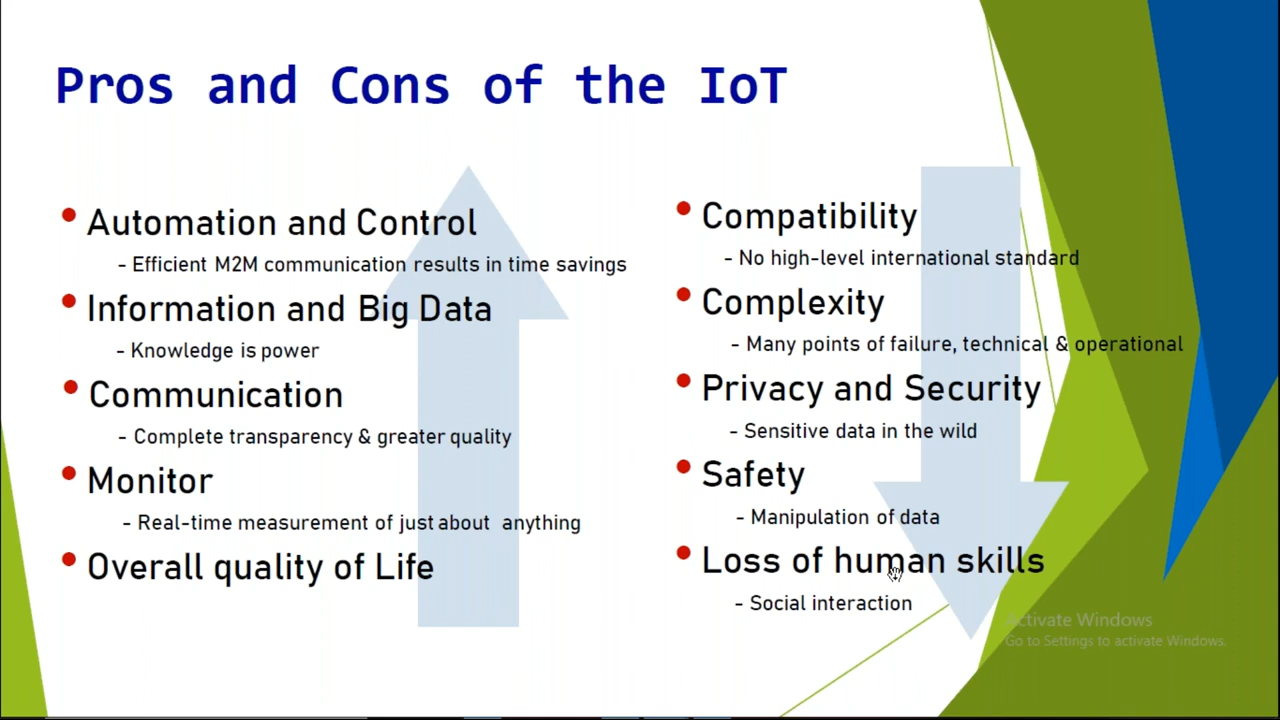 Pros and Cons of the IoT
• Automation and Control
- Efficient M2M communication results in time savings
• Information and Big Data
- Knowledge is power
• Communication
- Complete transparency & greater quality
• Monitor
- Real-time measurement of just about anything
• Overall quality of Life
• Compatibility
- No high-level international standard
• Complexity
- Many points of failure, technical & operational
• Privacy and Security
- Sensitive data in the wild
• Safety
- Manipulation of data
• Loss of human skills
- Social interaction
Activate Windows
Go to Settings to activate Windows.